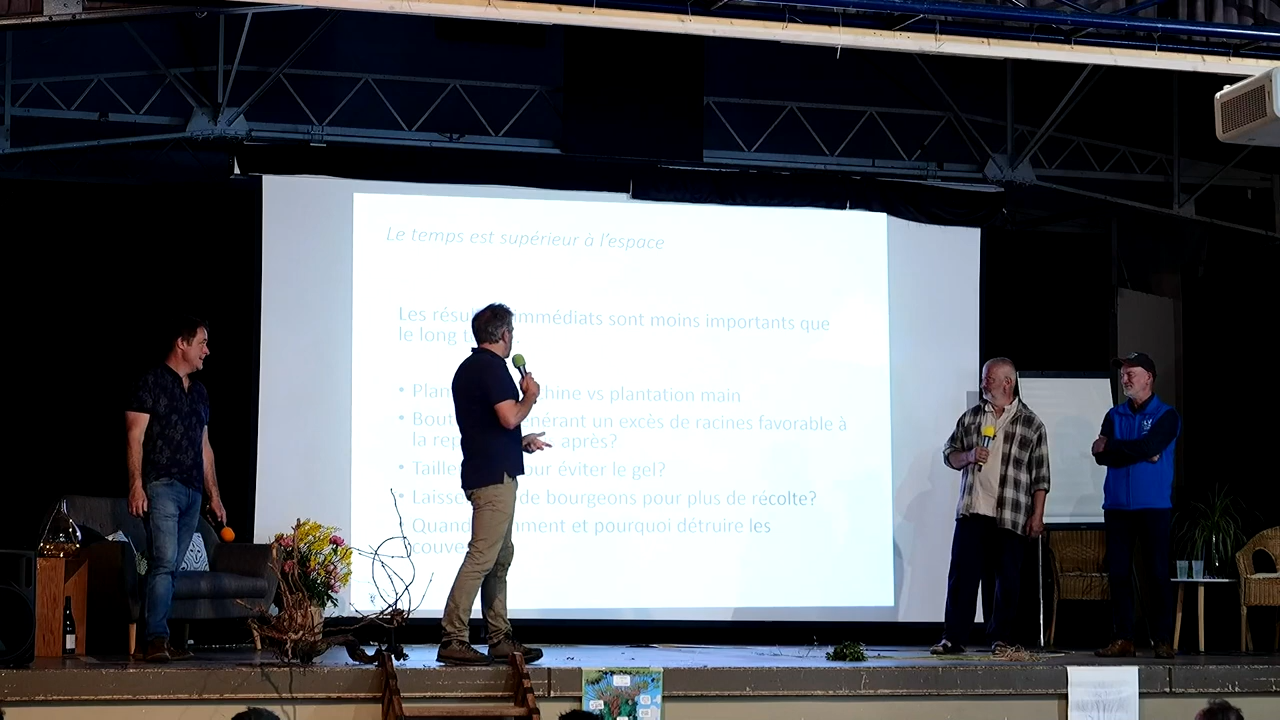 Le temps est supérieur à l'espace
Les résul immédiats sont moins importants que
le long t
• Plan hine vs plantation main
• Bout nérant un excès de racines favorable à
la rep après?
• Taille our éviter le gel?
• Laisse de bourgeons pour plus de récolte?
• Quand mment et pourquoi détruire les
couve